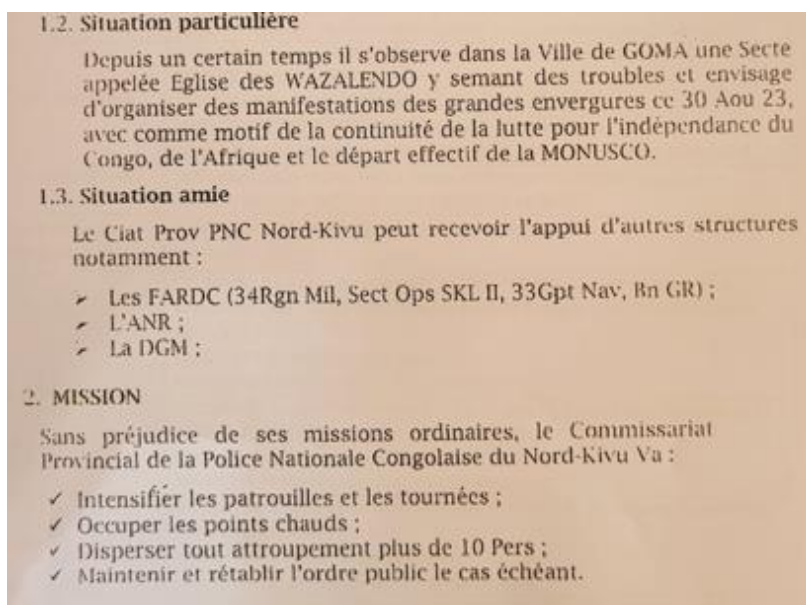 1.2. Situation particulière
Depuis un certain temps il s'observe dans la Ville de GOMA une Secte
appelée Eglise des WAZALENDO y semant des troubles et envisage
d'organiser des manifestations des grandes envergures ce 30 Aou 23,
avec comme motif de la continuité de la lutte pour l'indépendance du
Congo, de l'Afrique et le départ effectif de la MONUSCO.
1.3. Situation amie
Le Ciat Prov PNC Nord-Kivu peut recevoir l'appui d'autres structures
notamment :
➢ Les FARDC (34Rgn Mil, Sect Ops SKL II, 33Gpt Nav, Bn GR) ;
➢ L'ANR ;
➢ La DGM ;
2. MISSION
Sans préjudice de ses missions ordinaires, le Commissariat
Provincial de la Police Nationale Congolaise du Nord-Kivu Va :
✓ Intensifier les patrouilles et les tournées ;
✓ Occuper les points chauds ;
✓ Disperser tout attroupement plus de 10 Pers ;
✓ Maintenir et rétablir l'ordre public le cas échéant.